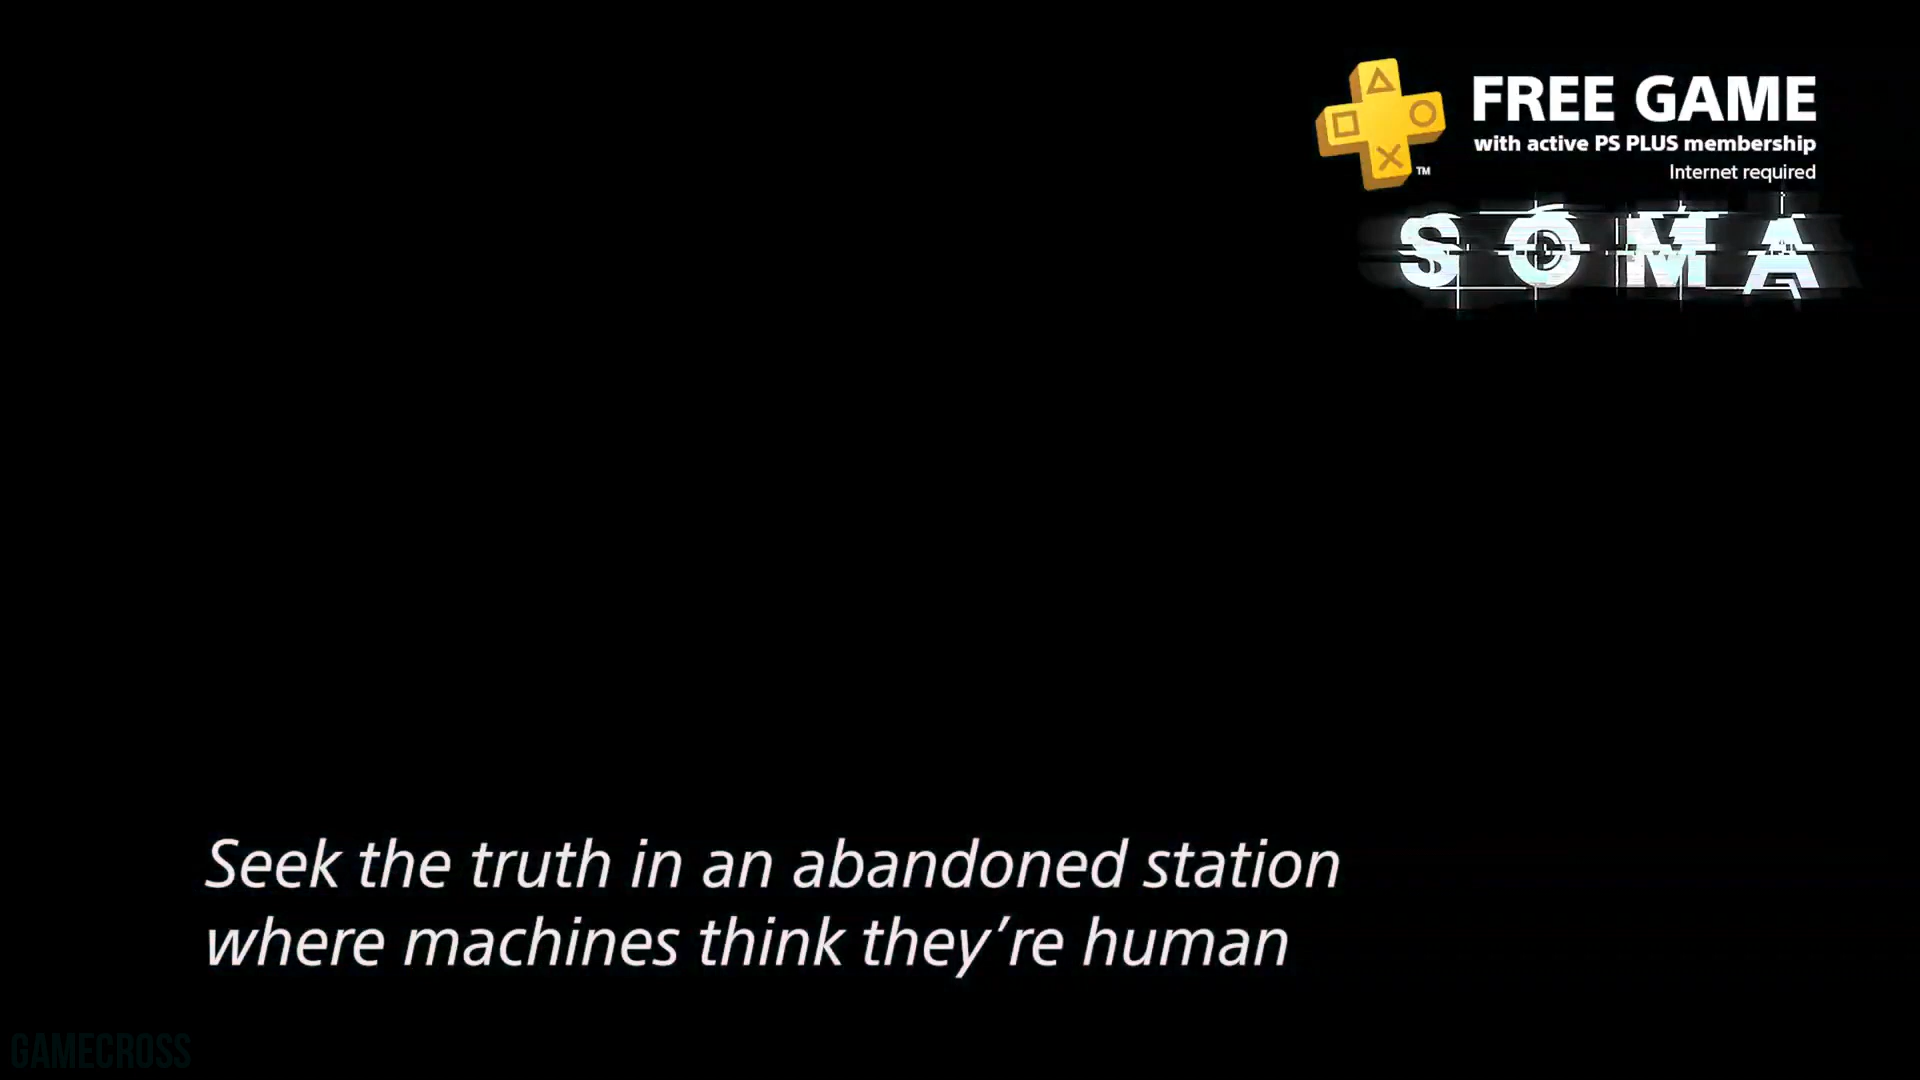 FREE GAME
with active PS PLUS membership
Internet required
SOMA
Seek the truth in an abandoned station
where machines think they’re human
GAMECROSS